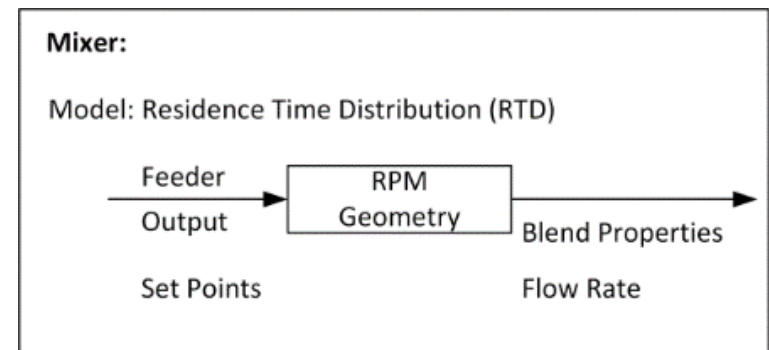 Mixer:
Model: Residence Time Distribution (RTD)
Feeder
Output
Set Points
RPM
Geometry
Blend Properties
Flow Rate